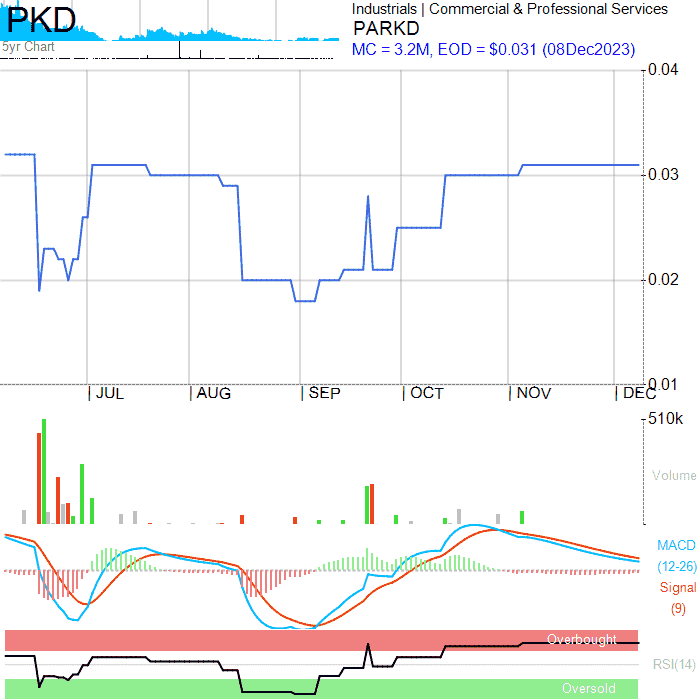 PKD
5yr Chart
Industrials | Commercial & Professional Services
PARKD
MC = 3.2M, EOD = $0.031 (08Dec2023)
0.04
0.03
0.02
0.01
JUL
AUG
SEP
OCT
NOV
DEC
510k
Volume
MACD
(12-26)
Signal
(9)
Overbought
RSI(14)
Oversold